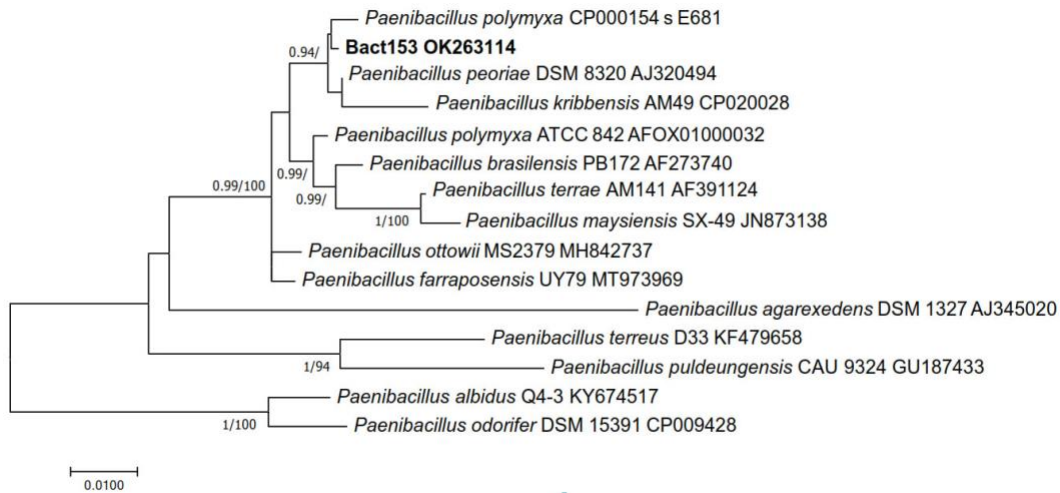 Paenibacillus polymyxa CP000154 s E681
Bact153 OK263114
0.94/
Paenibacillus peoriae DSM 8320 AJ320494
Paenibacillus kribbensis AM49 CP020028
Paenibacillus polymyxa ATCC 842 AFOX01000032
Paenibacillus brasilensis PB172 AF273740
0.99/
0.99/100
Paenibacillus terrae AM141 AF391124
0.99/
1/100
Paenibacillus maysiensis SX-49 JN873138
Paenibacillus ottowii MS2379 MH842737
Paenibacillus farraposensis UY79 MT973969
Paenibacillus agarexedens DSM 1327 AJ345020
Paenibacillus terreus D33 KF479658
1/94
Paenibacillus puldeungensis CAU 9324 GU187433
Paenibacillus albidus Q4-3 KY674517
1/100
Paenibacillus odorifer DSM 15391 CP009428
0.0100